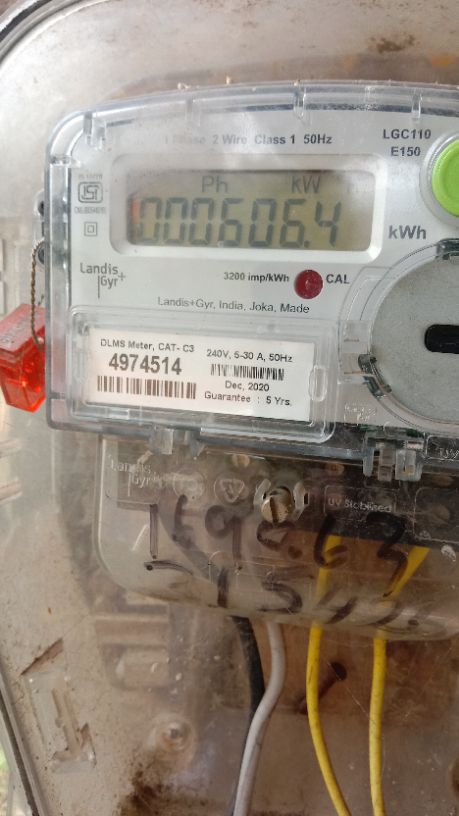 1 Phase 2 Wire Class 1 50Hz
LGC110
E150
Ph kW
000606.4
kWh
Landis
Gyr+
3200 imp/kWh CAL
Landis+Gyr, India, Joka, Made
DLMS Meter, CAT- C3
4974514
240V, 5-30 A, 50Hz
Dec, 2020
Guarantee : 5 Yrs.
Landis
Gyr+
UV Stabilised